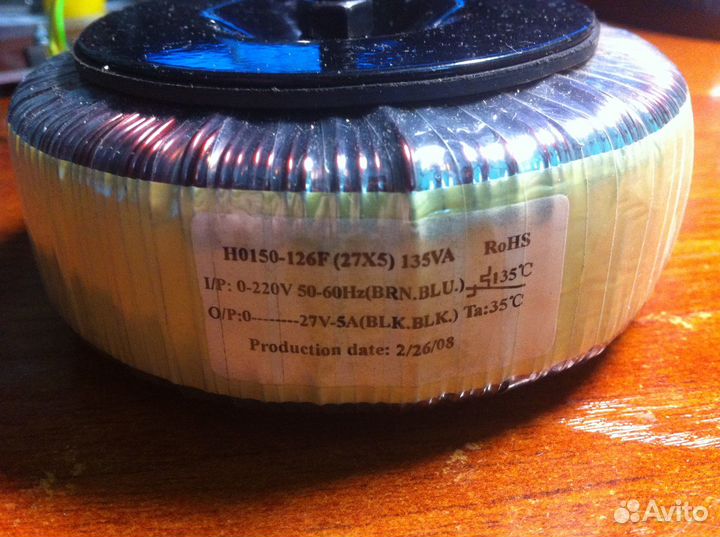 H0150-126F (27X5) 135VA RoHS
I/P: 0-220V 50-60Hz(BRN.BLU.) 135℃
O/P:0--------27V-5A(BLK.BLK.) Ta:35℃
Production date: 2/26/08
Avito